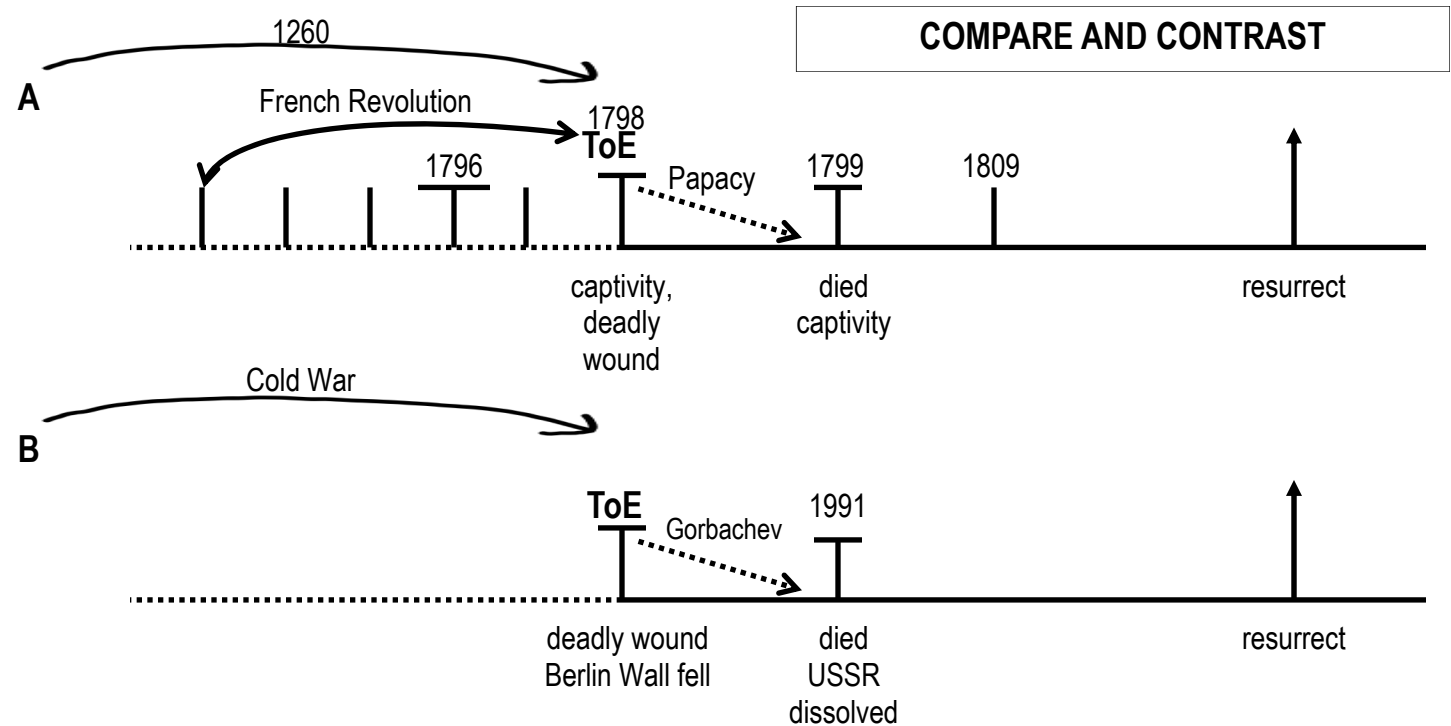 1260
COMPARE AND CONTRAST
A
French Revolution
1798
ToE
1796
Papacy
1799
1809
captivity,
deadly
wound
died
captivity
resurrect
Cold War
B
ToE
Gorbachev
1991
deadly wound
Berlin Wall fell
died
USSR
dissolved
resurrect